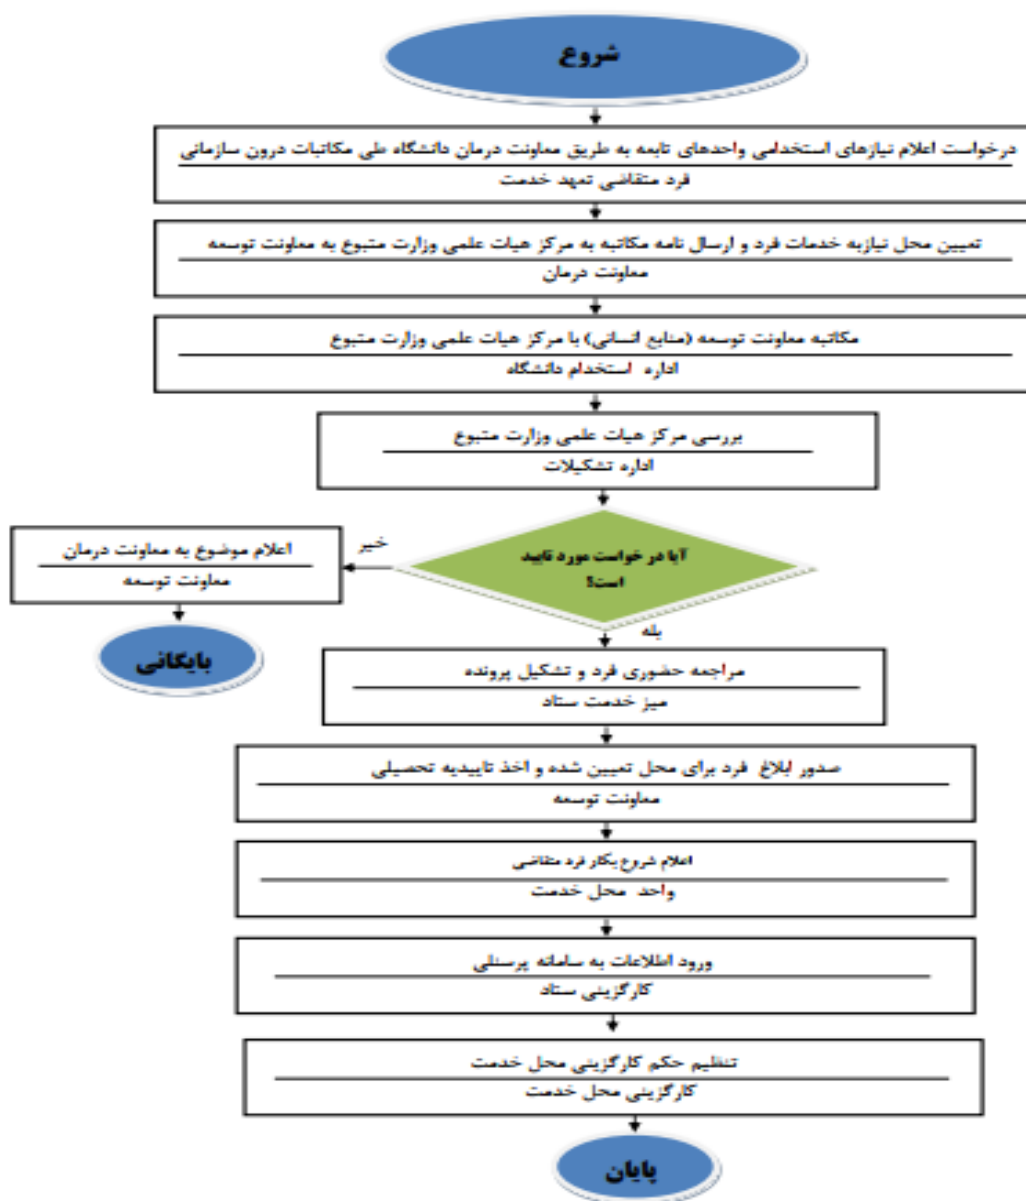 شروع
درخواست اعلام نیازهای استخدامی واحدهای تابعه به طریق معاونت درمان دانشگاه طی مکاتبات درون سازمانی
فرد متقاضی تعهد خدمت
تعیین محل نیازبه خدمات فرد و ارسال نامه مکاتبه به مرکز هیات علمی وزارت متبوع به معاونت توسعه
معاونت درمان
مکاتبه معاونت توسعه (منابع انسانی) با مرکز هیات علمی وزارت متبوع
اداره استخدام دانشگاه
بررسی مرکز هیات علمی وزارت متبوع
اداره تشکیلات
آیا در خواست مورد تایید
است؟
خیر
اعلام موضوع به معاونت درمان
معاونت توسعه
بایگانی
بله
مراجعه حضوری فرد و تشکیل پرونده
میز خدمت ستاد
صدور ابلاغ فرد برای محل تعیین شده و اخذ تاییدیه تحصیلی
معاونت توسعه
اعلام شروع بکار فرد متقاضی
واحد محل خدمت
ورود اطلاعات به سامانه پرسنلی
کارگزینی ستاد
تنظیم حکم کارگزینی محل خدمت
کارگزینی محل خدمت
پایان